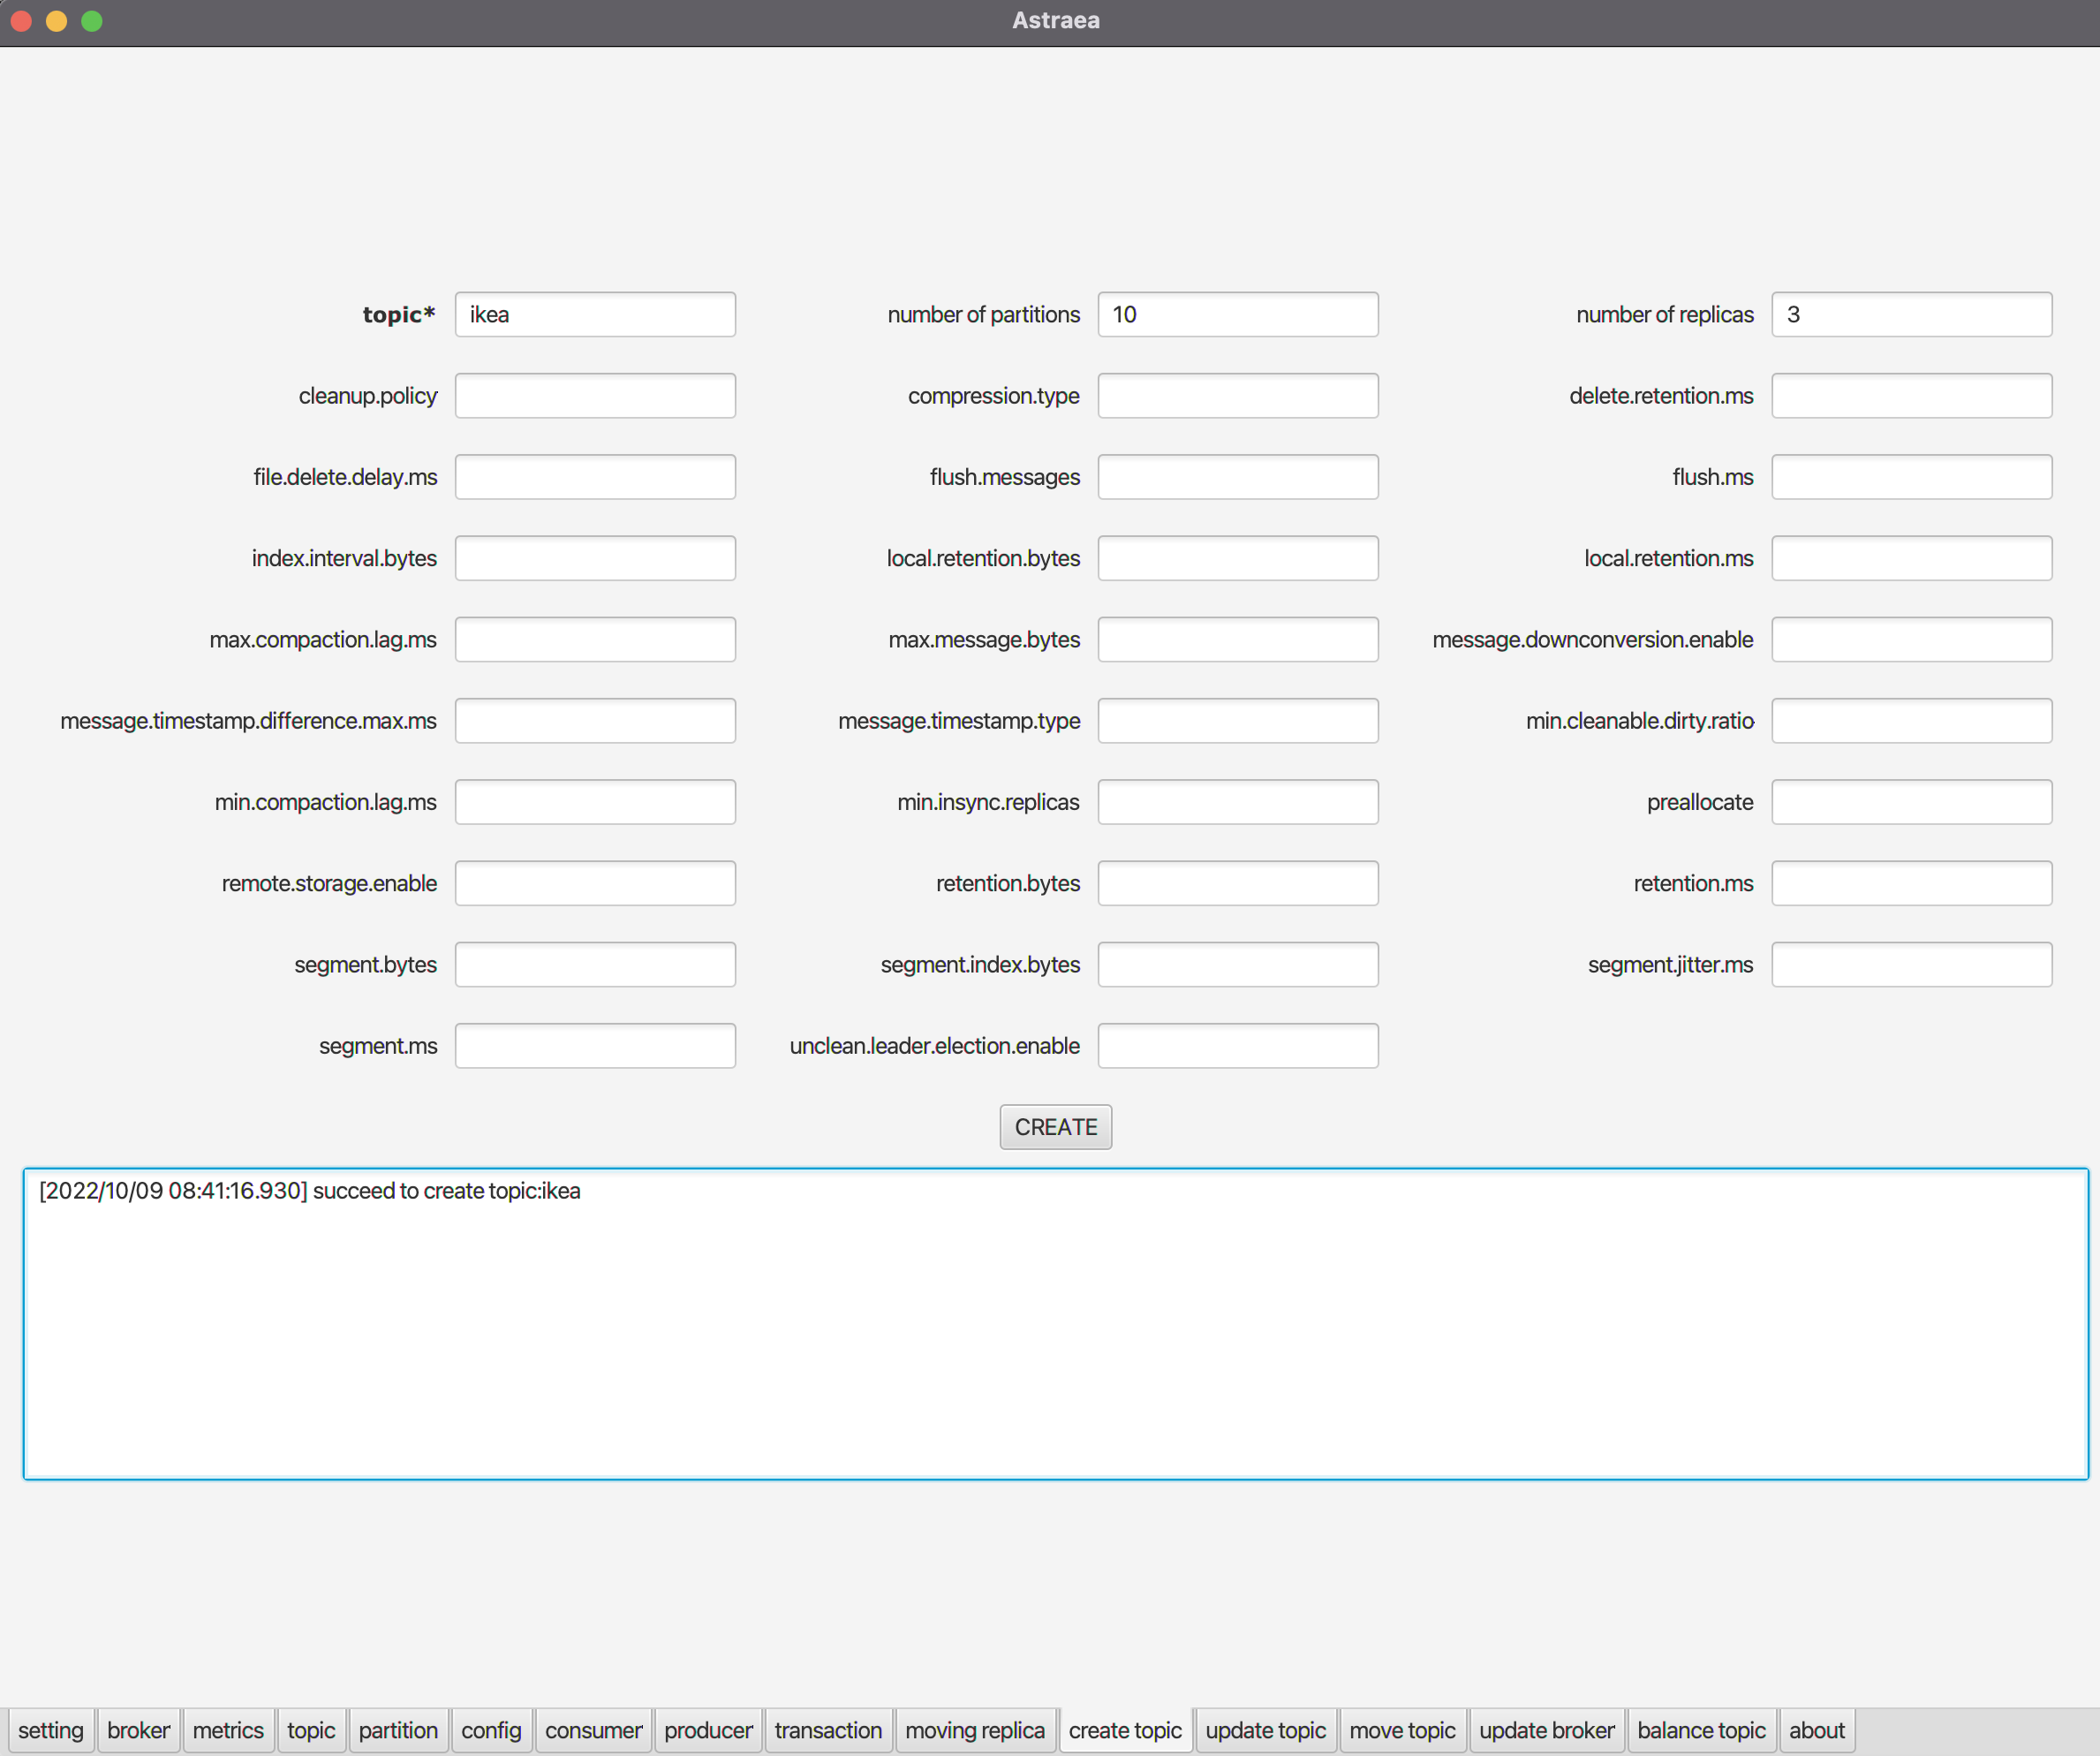 Astraea
topic* ikea number of partitions 10 number of replicas 3
cleanup.policy compression.type delete.retention.ms
file.delete.delay.ms flush.messages flush.ms
index.interval.bytes local.retention.bytes local.retention.ms
max.compaction.lag.ms max.message.bytes message.downconversion.enable
message.timestamp.difference.max.ms message.timestamp.type min.cleanable.dirty.ratio
min.compaction.lag.ms min.insync.replicas preallocate
remote.storage.enable retention.bytes retention.ms
segment.bytes segment.index.bytes segment.jitter.ms
segment.ms unclean.leader.election.enable
CREATE
[2022/10/09 08:41:16.930] succeed to create topic:ikea
setting broker metrics topic partition config consumer producer transaction moving replica create topic update topic move topic update broker balance topic about